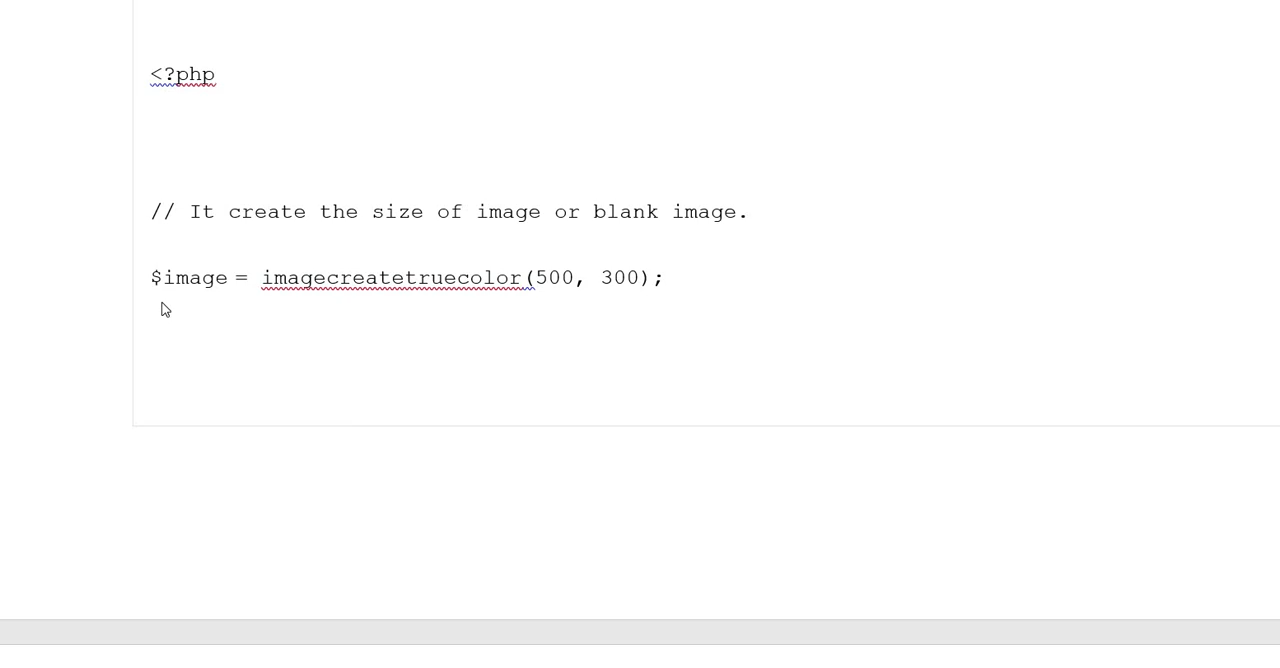 <?php
// It create the size of image or blank image.
$image = imagecreatetruecolor(500, 300);